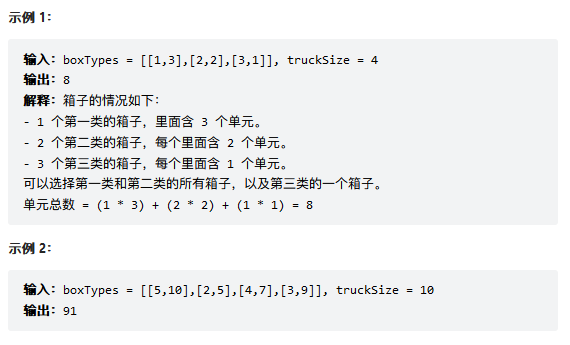 示例 1:
输入: boxTypes = [[1,3],[2,2],[3,1]], truckSize = 4
输出: 8
解释: 箱子的情况如下:
- 1 个第一类的箱子,里面含 3 个单元。
- 2 个第二类的箱子,每个里面含 2 个单元。
- 3 个第三类的箱子,每个里面含 1 个单元。
可以选择第一类和第二类的所有箱子,以及第三类的一个箱子。
单元总数 = (1 * 3) + (2 * 2) + (1 * 1) = 8
示例 2:
输入: boxTypes = [[5,10],[2,5],[4,7],[3,9]], truckSize = 10
输出: 91